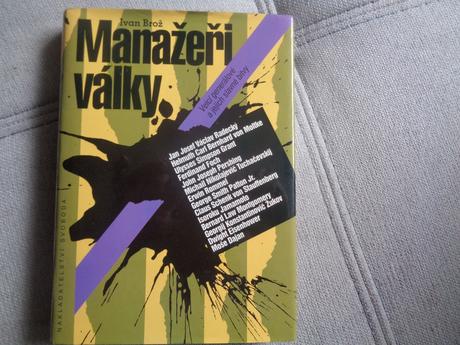 Ivan Brož
Manažeři
války
Velcí generálové
a jejich slavné bitvy
Jan Josef Václav Radecký
Helmuth Carl Bernhard von Moltke
Ulysses Simpson Grant
Ferdinand Foch
John Joseph Pershing
Michail Nikolajevič Tuchačevskij
Erwin Rommel
George Smith Patton Jr.
Claus Schenk von Stauffenberg
Isoroku Jamamoto
Bernard Law Montgomery
Georgij Konstantinovič Žukov
Dwight Eisenhower
Moše Dajan
NAKLADATELSTVÍ SVOBODA